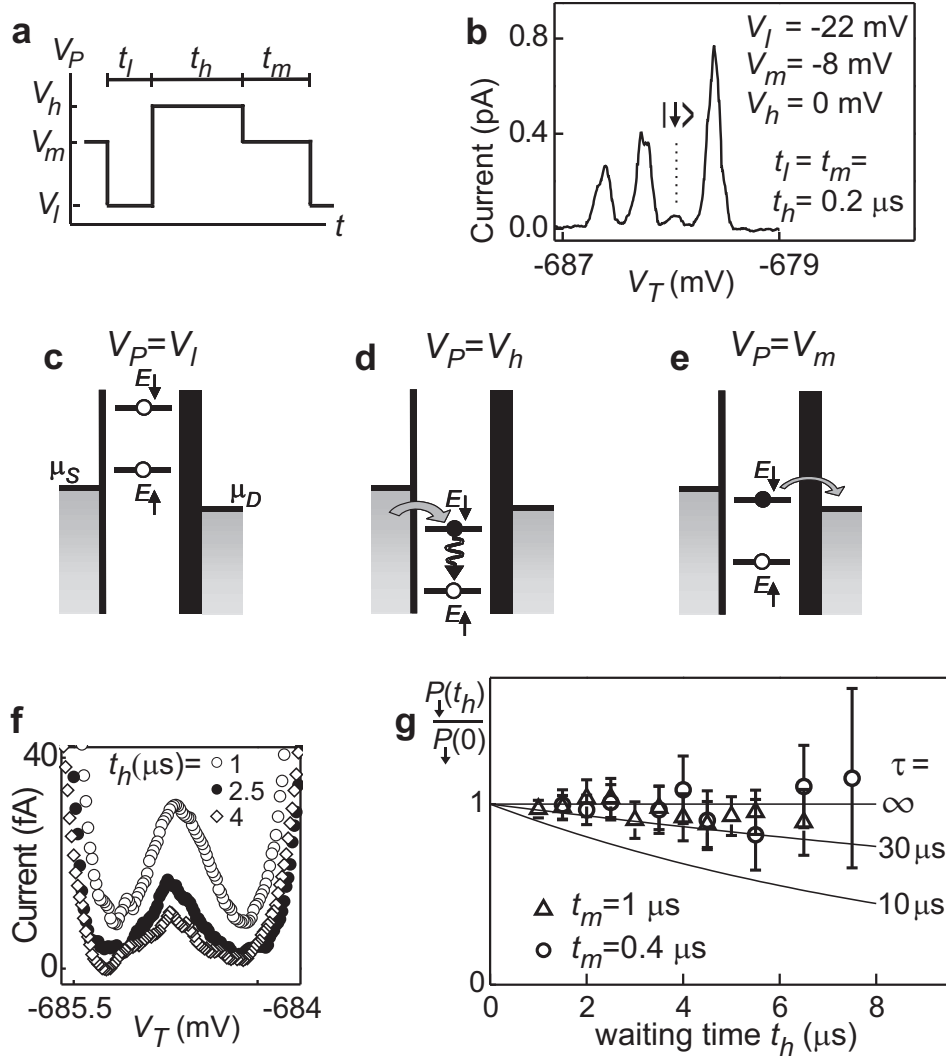 a
V_P
t_l t_h t_m
V_h
V_m
V_l
t
b
Current (pA)
0.8
0.4
0.0
|↓>
V_l = -22 mV
V_m= -8 mV
V_h = 0 mV
t_l = t_m=
t_h= 0.2 μs
-687 -679
V_T (mV)
c
V_P=V_l
E↓
μ_S
E↑
μ_D
d
V_P=V_h
E↓
E↑
e
V_P=V_m
E↓
E↑
f
Current (fA)
40
0
t_h(μs)= ○ 1
● 2.5
◇ 4
-685.5 -684
V_T (mV)
g
P↓(t_h)
P↓(0)
1
0
τ =
∞
30 μs
10 μs
△ t_m=1 μs
○ t_m=0.4 μs
0 2 4 6 8
waiting time t_h (μs)